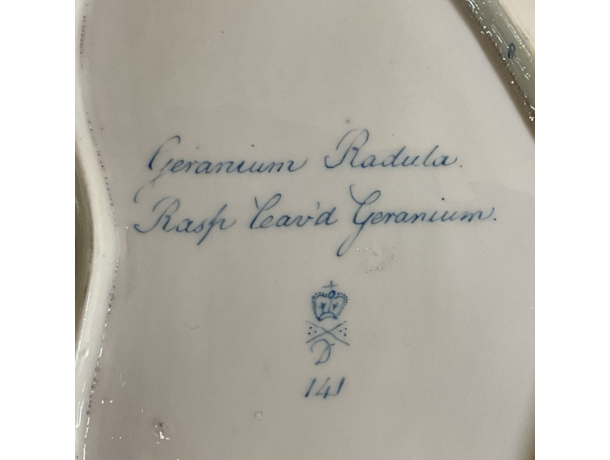 Geranium Radula.
Rasp leav'd Geranium.
D
141